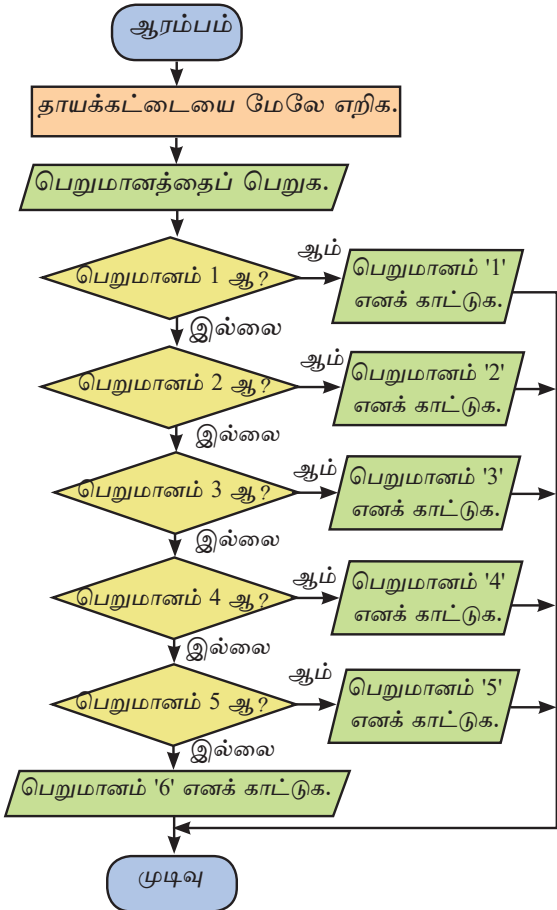 ஆரம்பம்
தாயக்கட்டையை மேலே எறிக.
பெறுமானத்தைப் பெறுக.
பெறுமானம் 1 ஆ?
ஆம்
பெறுமானம் '1'
எனக் காட்டுக.
இல்லை
பெறுமானம் 2 ஆ?
ஆம்
பெறுமானம் '2'
எனக் காட்டுக.
இல்லை
பெறுமானம் 3 ஆ?
ஆம்
பெறுமானம் '3'
எனக் காட்டுக.
இல்லை
பெறுமானம் 4 ஆ?
ஆம்
பெறுமானம் '4'
எனக் காட்டுக.
இல்லை
பெறுமானம் 5 ஆ?
ஆம்
பெறுமானம் '5'
எனக் காட்டுக.
இல்லை
பெறுமானம் '6' எனக் காட்டுக.
முடிவு